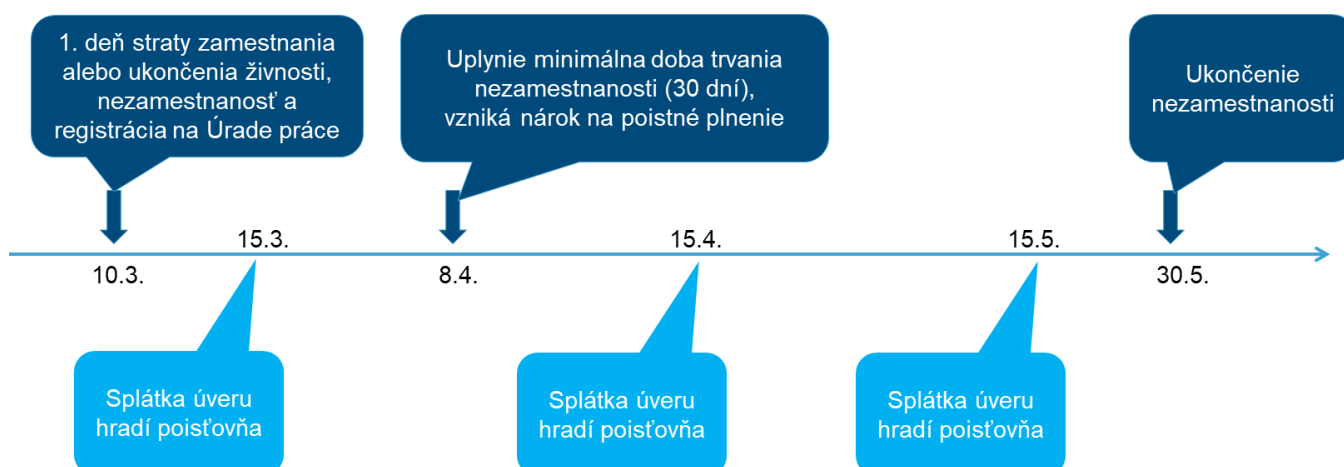 1. deň straty zamestnania
alebo ukončenia živnosti,
nezamestnanosť a
registrácia na Úrade práce
Uplynie minimálna doba trvania
nezamestnanosti (30 dní),
vzniká nárok na poistné plnenie
Ukončenie
nezamestnanosti
15.3.
15.4.
15.5.
10.3.
8.4.
30.5.
Splátka úveru
hradí poisťovňa
Splátka úveru
hradí poisťovňa
Splátka úveru
hradí poisťovňa